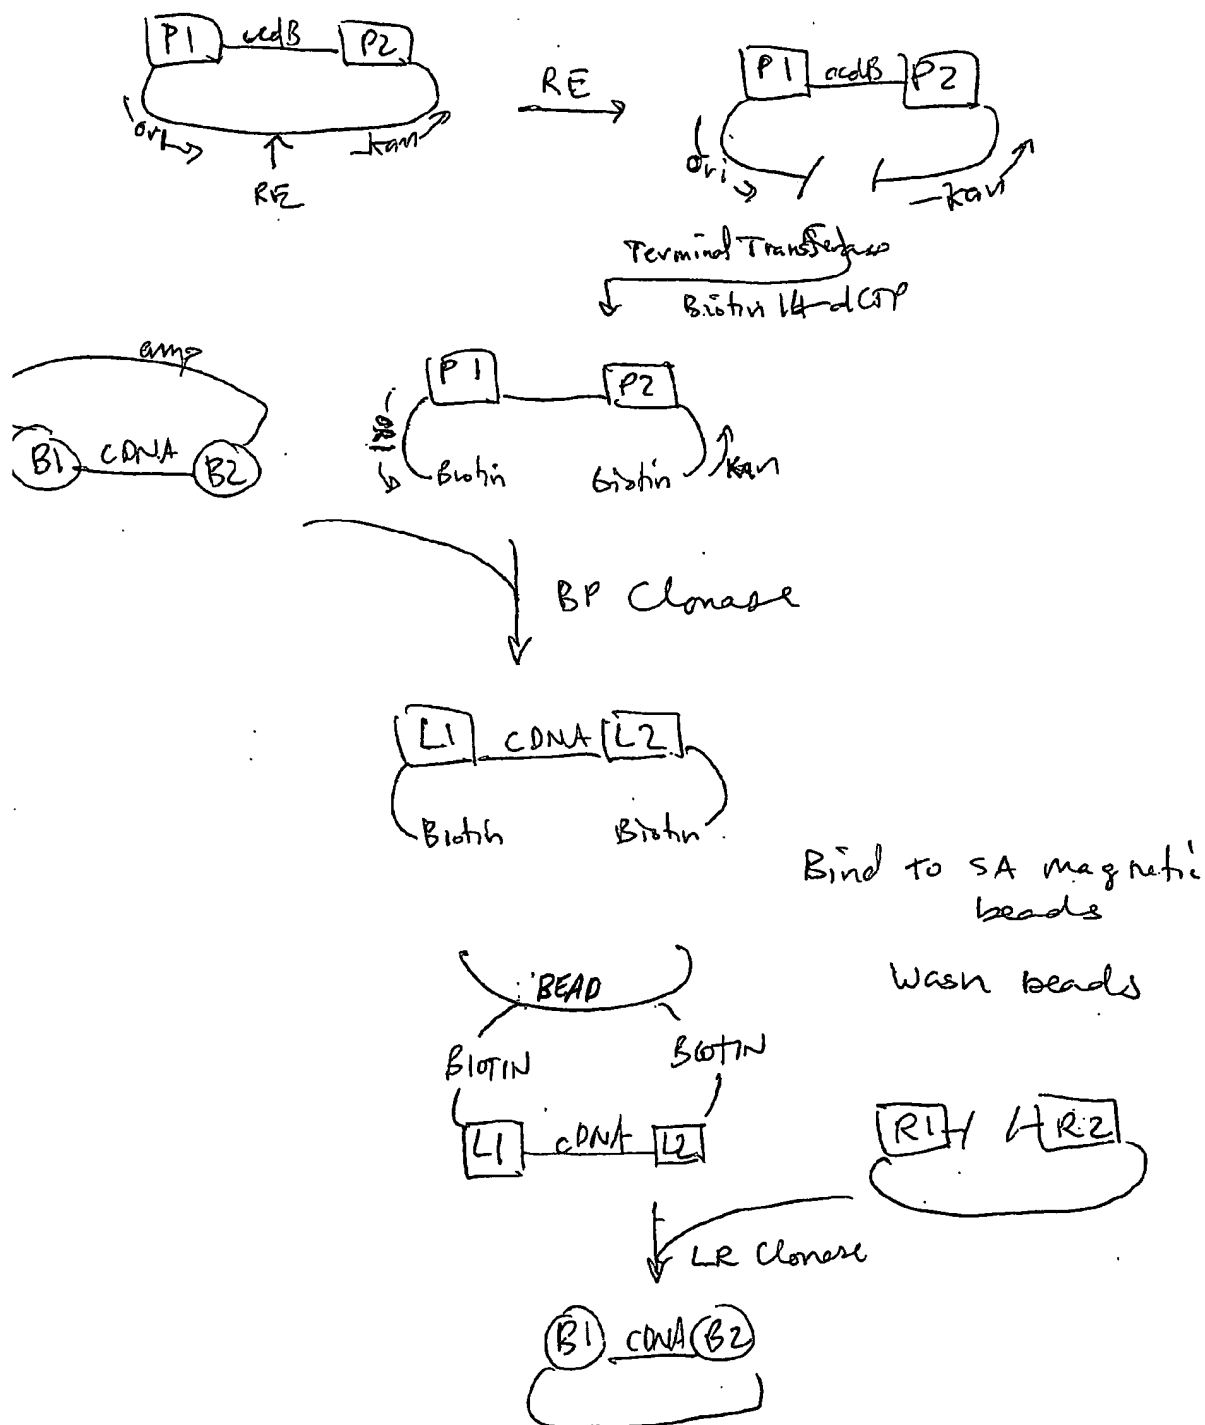 P1 ccdB P2
ori kan
RE
RE
P1 ccdB P2
Ori kan
Terminal Transferase
Biotin 14-dCTP
amp
B1 CDNA B2
P1 P2
ORI Kan
Biotin Biotin
BP Clonase
L1 CDNA L2
Biotin Biotin
Bind to SA magnetic
beads
Wash beads
BEAD
BIOTIN BIOTIN
L1 cDNA L2
R1 R2
LR Clonase
B1 CDNA B2